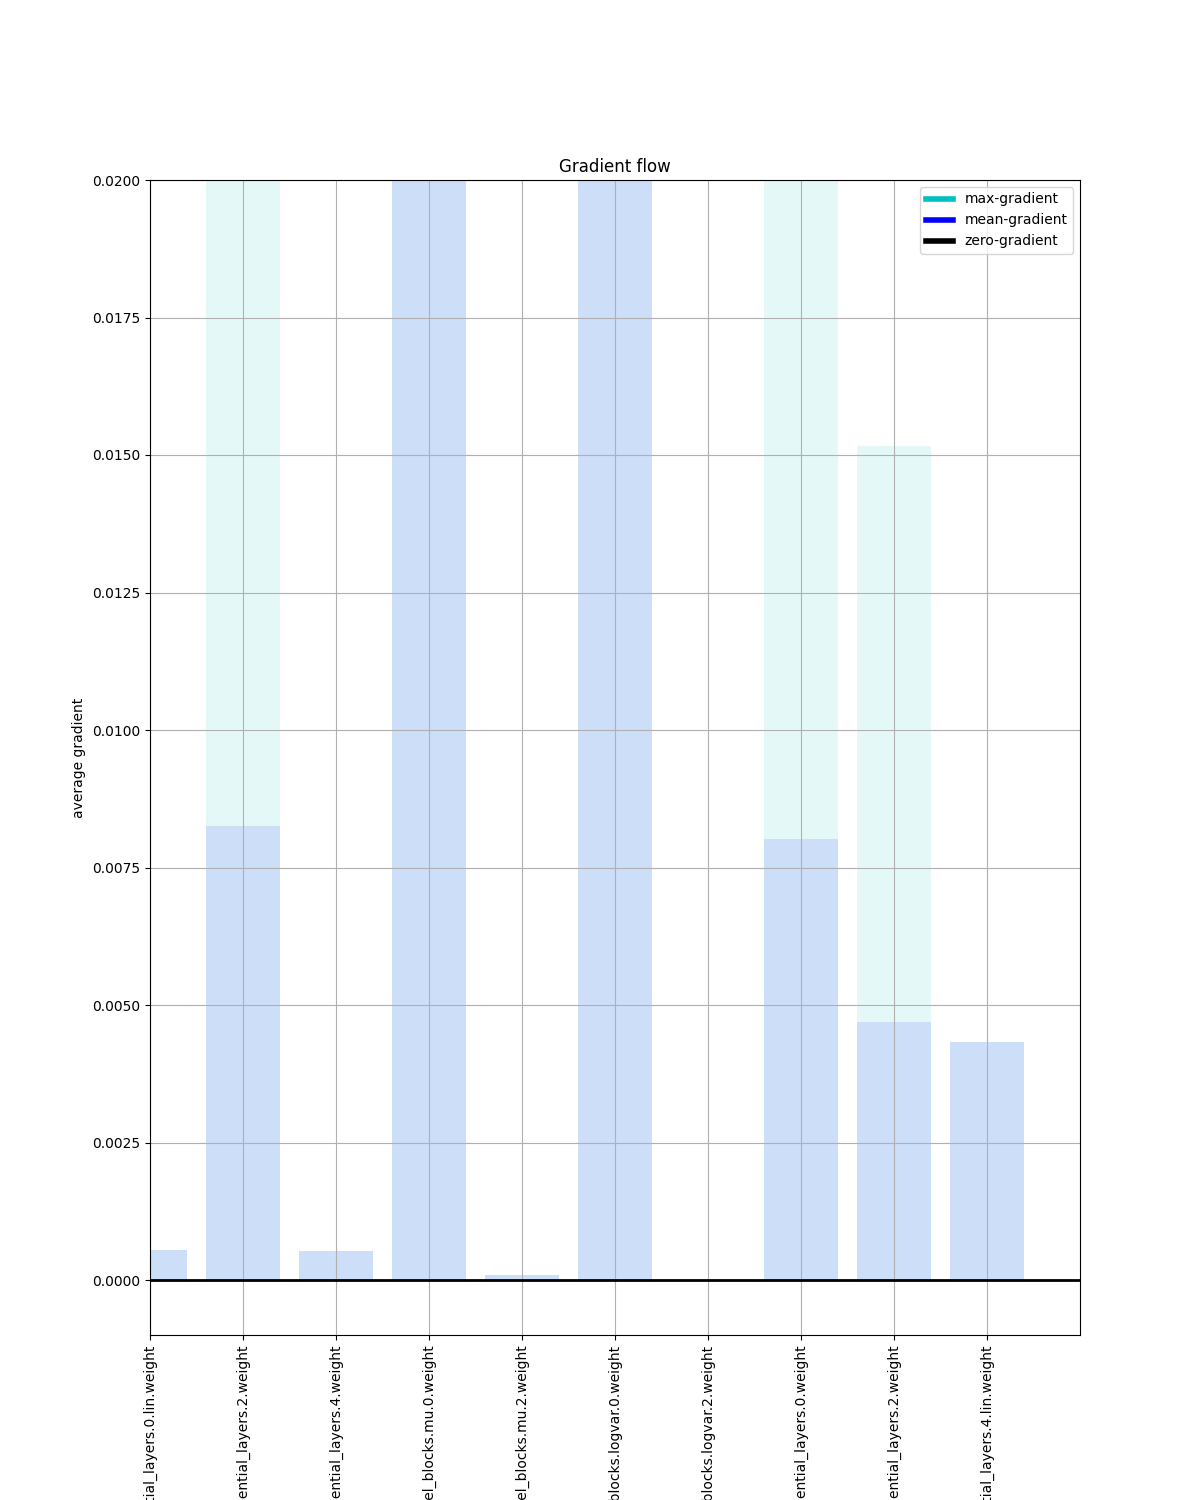 Gradient flow
max-gradient
mean-gradient
zero-gradient
average gradient
0.0200
0.0175
0.0150
0.0125
0.0100
0.0075
0.0050
0.0025
0.0000
tial_layers.0.lin.weight
ential_layers.2.weight
ential_layers.4.weight
el_blocks.mu.0.weight
el_blocks.mu.2.weight
blocks.logvar.0.weight
blocks.logvar.2.weight
ential_layers.0.weight
ential_layers.2.weight
tial_layers.4.lin.weight